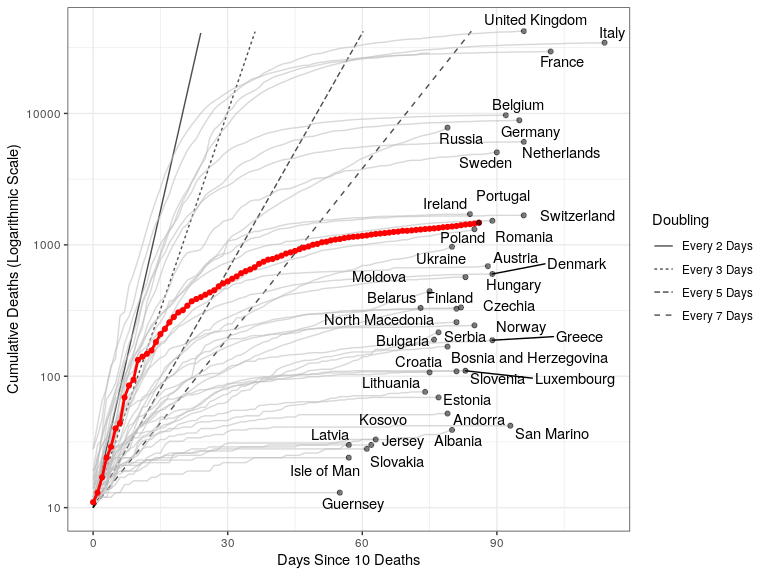 United Kingdom
Italy
France
Belgium
Germany
Russia
Netherlands
Sweden
Portugal
Ireland
Switzerland
Poland
Romania
Ukraine
Austria
Denmark
Moldova
Hungary
Belarus
Finland
Czechia
North Macedonia
Norway
Bulgaria
Serbia
Greece
Croatia
Bosnia and Herzegovina
Lithuania
Slovenia
Luxembourg
Estonia
Kosovo
Andorra
Latvia
Jersey
Albania
San Marino
Isle of Man
Slovakia
Guernsey
10000
1000
100
10
0
30
60
90
Days Since 10 Deaths
Cumulative Deaths (Logarithmic Scale)
Doubling
Every 2 Days
Every 3 Days
Every 5 Days
Every 7 Days